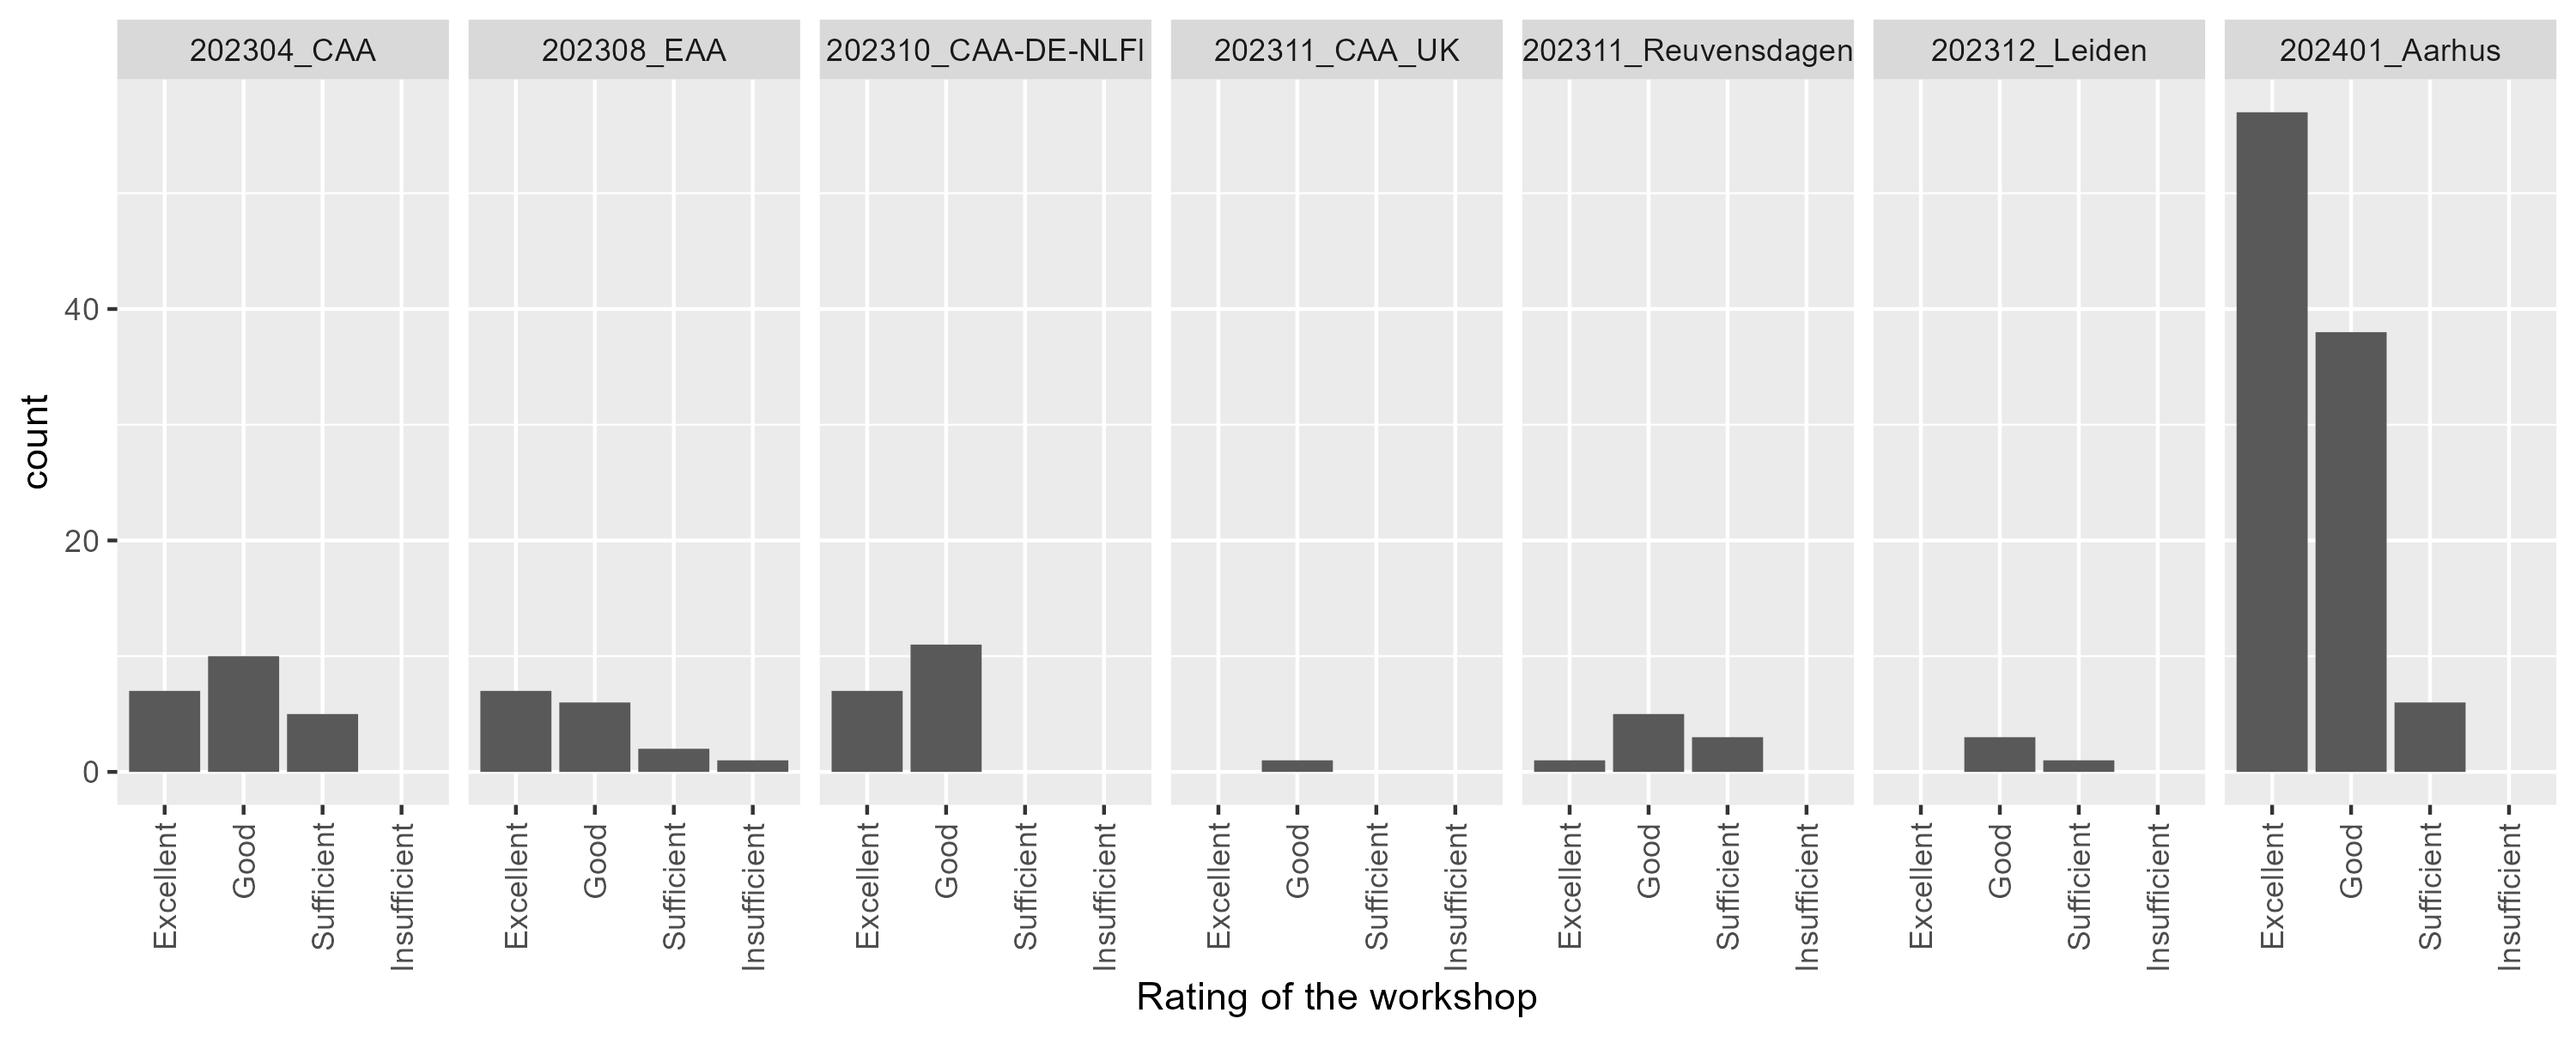 202304_CAA
202308_EAA
202310_CAA-DE-NLFl
202311_CAA_UK
202311_Reuvensdagen
202312_Leiden
202401_Aarhus
count
40
20
0
Excellent
Good
Sufficient
Insufficient
Excellent
Good
Sufficient
Insufficient
Excellent
Good
Sufficient
Insufficient
Excellent
Good
Sufficient
Insufficient
Excellent
Good
Sufficient
Insufficient
Excellent
Good
Sufficient
Insufficient
Excellent
Good
Sufficient
Insufficient
Rating of the workshop